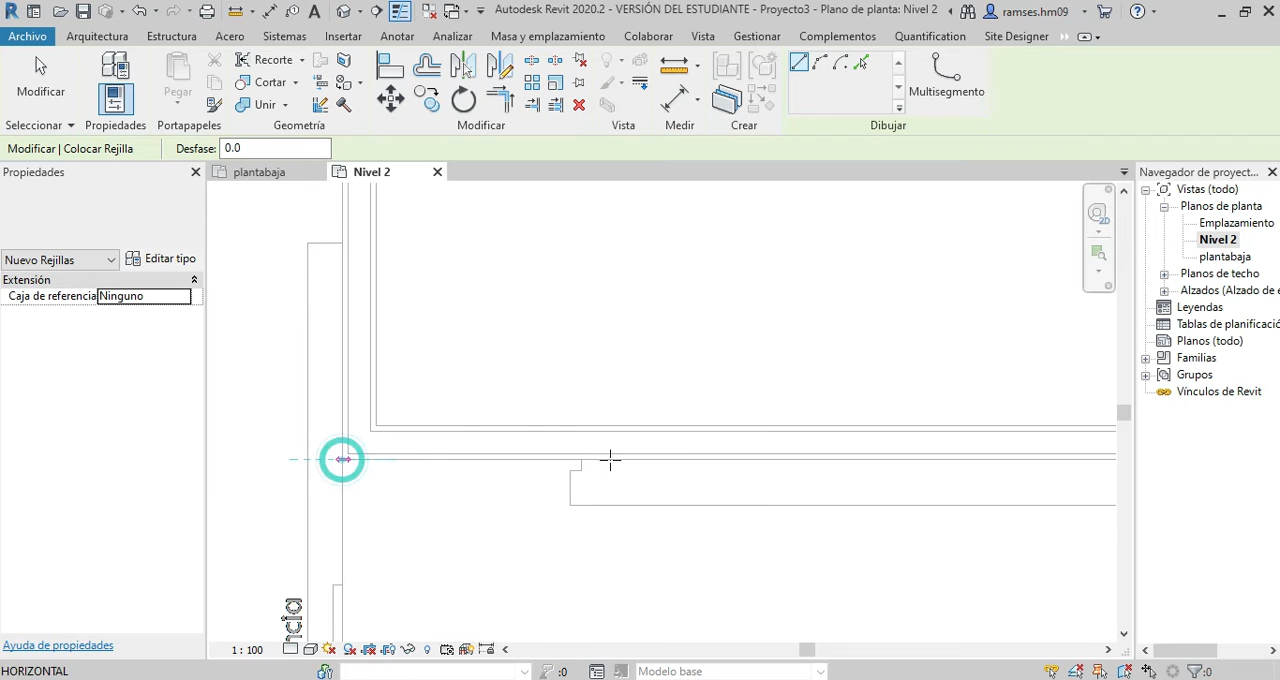 Autodesk Revit 2020.2 - VERSIÓN DEL ESTUDIANTE - Proyecto3 - Plano de planta: Nivel 2
ramses.hm09
Archivo Arquitectura Estructura Acero Sistemas Insertar Anotar Analizar Masa y emplazamiento Colaborar Vista Gestionar Complementos Quantification Site Designer
Recorte
Cortar
Unir
Modificar Pegar Multisegmento
Seleccionar Propiedades Portapapeles Geometría Modificar Vista Medir Crear Dibujar
Modificar | Colocar Rejilla Desfase: 0.0
Propiedades plantabaja Nivel 2 Navegador de proyect...
Vistas (todo)
Planos de planta
Emplazamiento
Nivel 2
plantabaja
Planos de techo
Alzados (Alzado de e
Leyendas
Tablas de planificació
Planos (todo)
Familias
Grupos
Vínculos de Revit
Nuevo Rejillas Editar tipo
Extensión
Caja de referencia Ninguno
2D
ncia
Ayuda de propiedades
1 : 100
HORIZONTAL :0 Modelo base :0